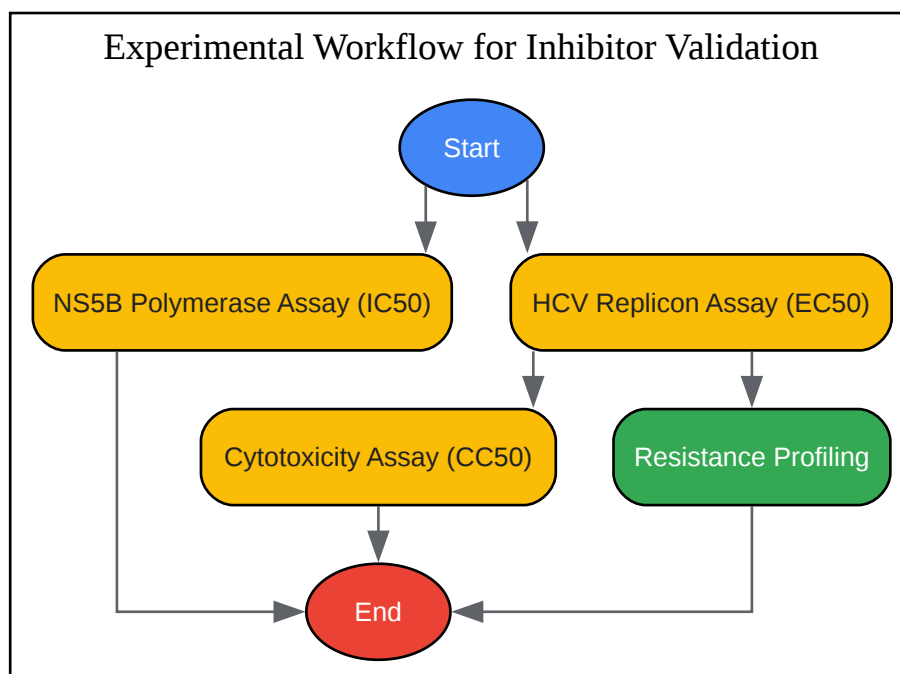 Experimental Workflow for Inhibitor Validation
Start
NS5B Polymerase Assay (IC50)
HCV Replicon Assay (EC50)
Cytotoxicity Assay (CC50)
Resistance Profiling
End